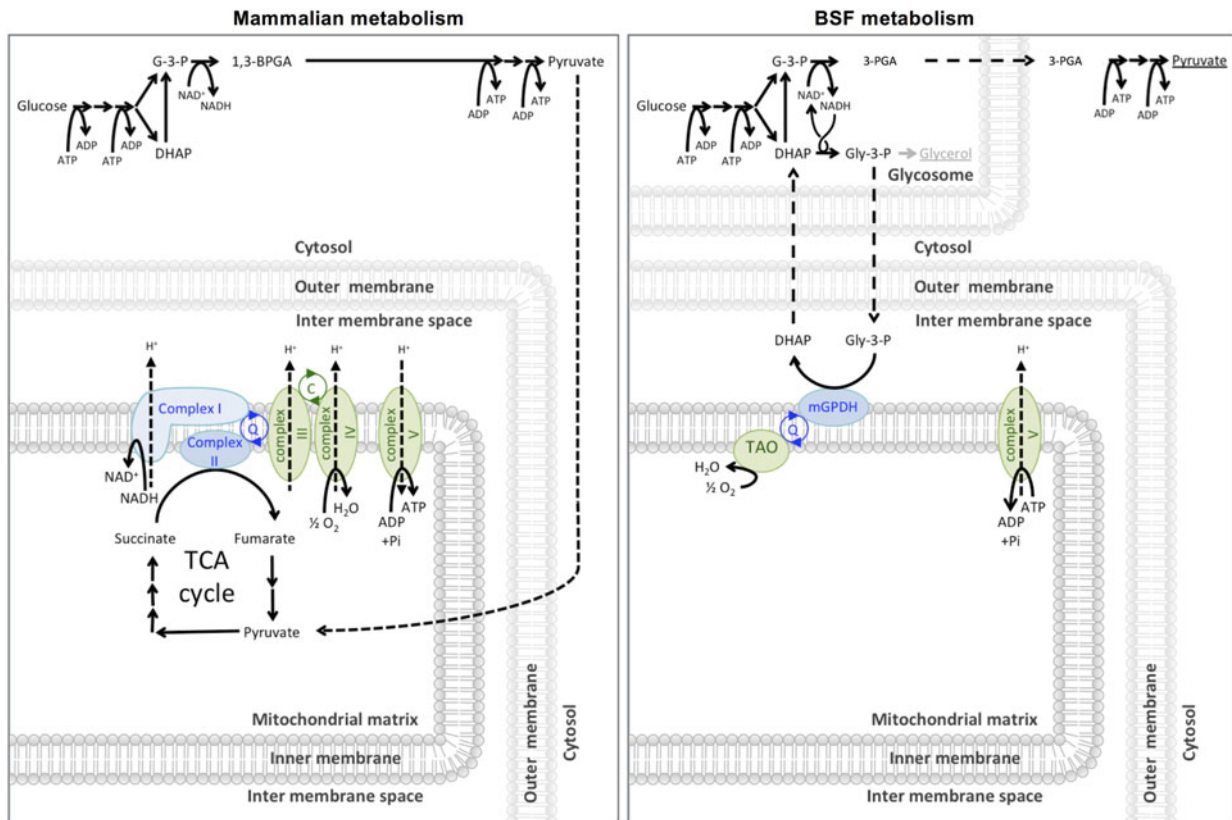 Mammalian metabolism
G-3-P
1,3-BPGA
Pyruvate
NAD⁺
NADH
ATP
ADP
ATP
ADP
Glucose
ADP
ATP
ADP
ATP
DHAP
Cytosol
Outer membrane
Inter membrane space
H⁺
H⁺
H⁺
H⁺
Complex I
Q
Complex
II
complex
III
C
complex
IV
complex
V
NAD⁺
NADH
½ O₂
H₂O
ADP
+Pi
ATP
Succinate
Fumarate
TCA
cycle
Pyruvate
Mitochondrial matrix
Inner membrane
Inter membrane space
Outer membrane
Cytosol
BSF metabolism
G-3-P
3-PGA
3-PGA
Pyruvate
NAD⁺
NADH
ATP
ADP
ATP
ADP
Glucose
ADP
ATP
ADP
ATP
DHAP
Gly-3-P
Glycerol
Glycosome
Cytosol
Outer membrane
Inter membrane space
DHAP
Gly-3-P
H⁺
mGPDH
Q
TAO
complex
V
H₂O
½ O₂
ATP
ADP
+Pi
Mitochondrial matrix
Inner membrane
Inter membrane space
Outer membrane
Cytosol